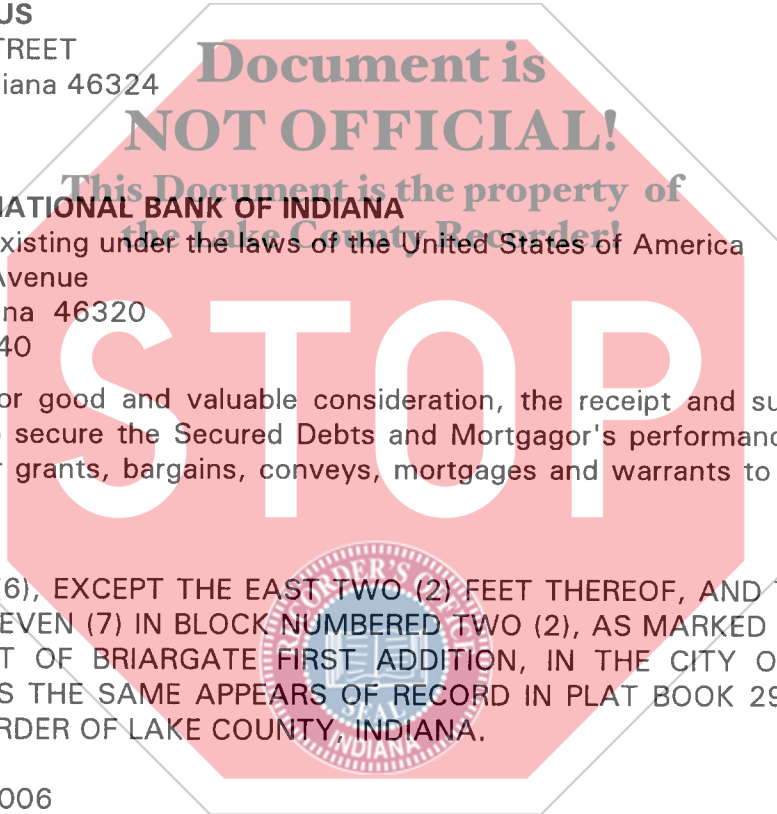 US
TREET
iana 46324
Document is
NOT OFFICIAL!
This Document is the property of
the Lake County Recorder!
NATIONAL BANK OF INDIANA
xisting under the laws of the United States of America
Avenue
na 46320
40
STOP
or good and valuable consideration, the receipt and su
secure the Secured Debts and Mortgagor's performanc
grants, bargains, conveys, mortgages and warrants to
(6), EXCEPT THE EAST TWO (2) FEET THEREOF, AND
EVEN (7) IN BLOCK NUMBERED TWO (2), AS MARKED
T OF BRIARGATE FIRST ADDITION, IN THE CITY O
S THE SAME APPEARS OF RECORD IN PLAT BOOK 29
RDER OF LAKE COUNTY, INDIANA.
RECORDER'S OFFICE
SEAL
INDIANA
006